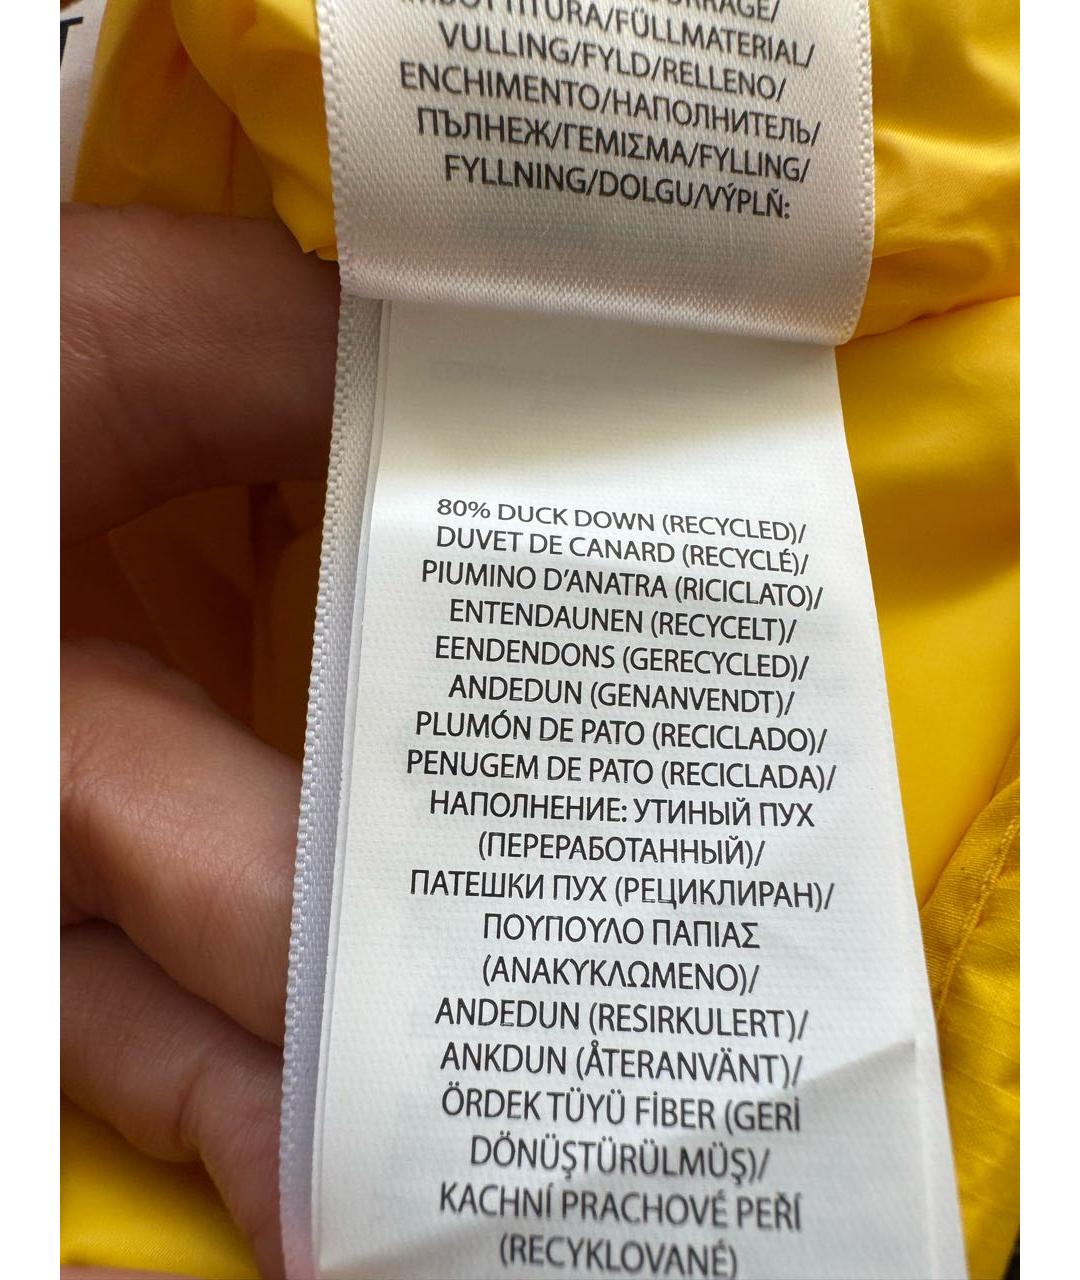 VULLING/FYLD/RELLENO/
ENCHIMENTO/НАПОЛНИТЕЛЬ/
ПЪЛНЕЖ/ΓΕΜΙΣΜΑ/FYLLING/
FYLLNING/DOLGU/VÝPLŇ:
80% DUCK DOWN (RECYCLED)/
DUVET DE CANARD (RECYCLÉ)/
PIUMINO D'ANATRA (RICICLATO)/
ENTENDAUNEN (RECYCELT)/
EENDENDONS (GERECYCLED)/
ANDEDUN (GENANVENDT)/
PLUMÓN DE PATO (RECICLADO)/
PENUGEM DE PATO (RECICLADA)/
НАПОЛНЕНИЕ: УТИНЫЙ ПУХ
(ПЕРЕРАБОТАННЫЙ)/
ПАТЕШКИ ПУХ (РЕЦИКЛИРАН)/
ΠΟΥΠΟΥΛΟ ΠΑΠΙΑΣ
(ΑΝΑΚΥΚΛΩΜΕΝΟ)/
ANDEDUN (RESIRKULERT)/
ANKDUN (ÅTERANVÄNT)/
ÖRDEK TÜYÜ FİBER (GERİ
DÖNÜŞTÜRÜLMÜŞ)/
KACHNÍ PRACHOVÉ PEŘÍ
(RECYKLOVANÉ)